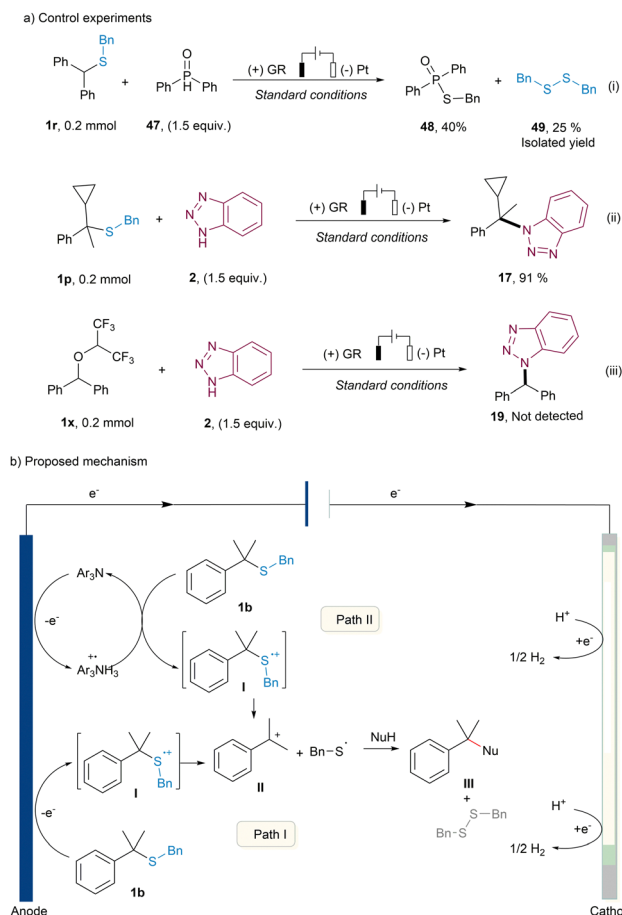 a) Control experiments
Bn
S
Ph
Ph
+
O
Ph P Ph
H
(+) GR (-) Pt
Standard conditions
O
Ph
Ph P
S Bn
+
Bn S S Bn
(i)
1r, 0.2 mmol
47, (1.5 equiv.)
48, 40%
49, 25 %
Isolated yield
Ph
Me
S Bn
+
N
N
N
H
(+) GR (-) Pt
Standard conditions
Ph
N
N N
(ii)
1p, 0.2 mmol
2, (1.5 equiv.)
17, 91 %
CF3
O CF3
Ph Ph
+
N
N
N
H
(+) GR (-) Pt
Standard conditions
N
N
N
Ph Ph
(iii)
1x, 0.2 mmol
2, (1.5 equiv.)
19, Not detected
b) Proposed mechanism
e-
e-
Ar3N
-e-
+•
Ar3NH3
S Bn
1b
Path II
•+
S
Bn
I
H+
+e-
1/2 H2
•+
S
Bn
I
+
II
+ Bn-S•
NuH
Nu
III
+
S Bn
Bn-S
-e-
S Bn
1b
Path I
H+
+e-
1/2 H2
Anode
Catho